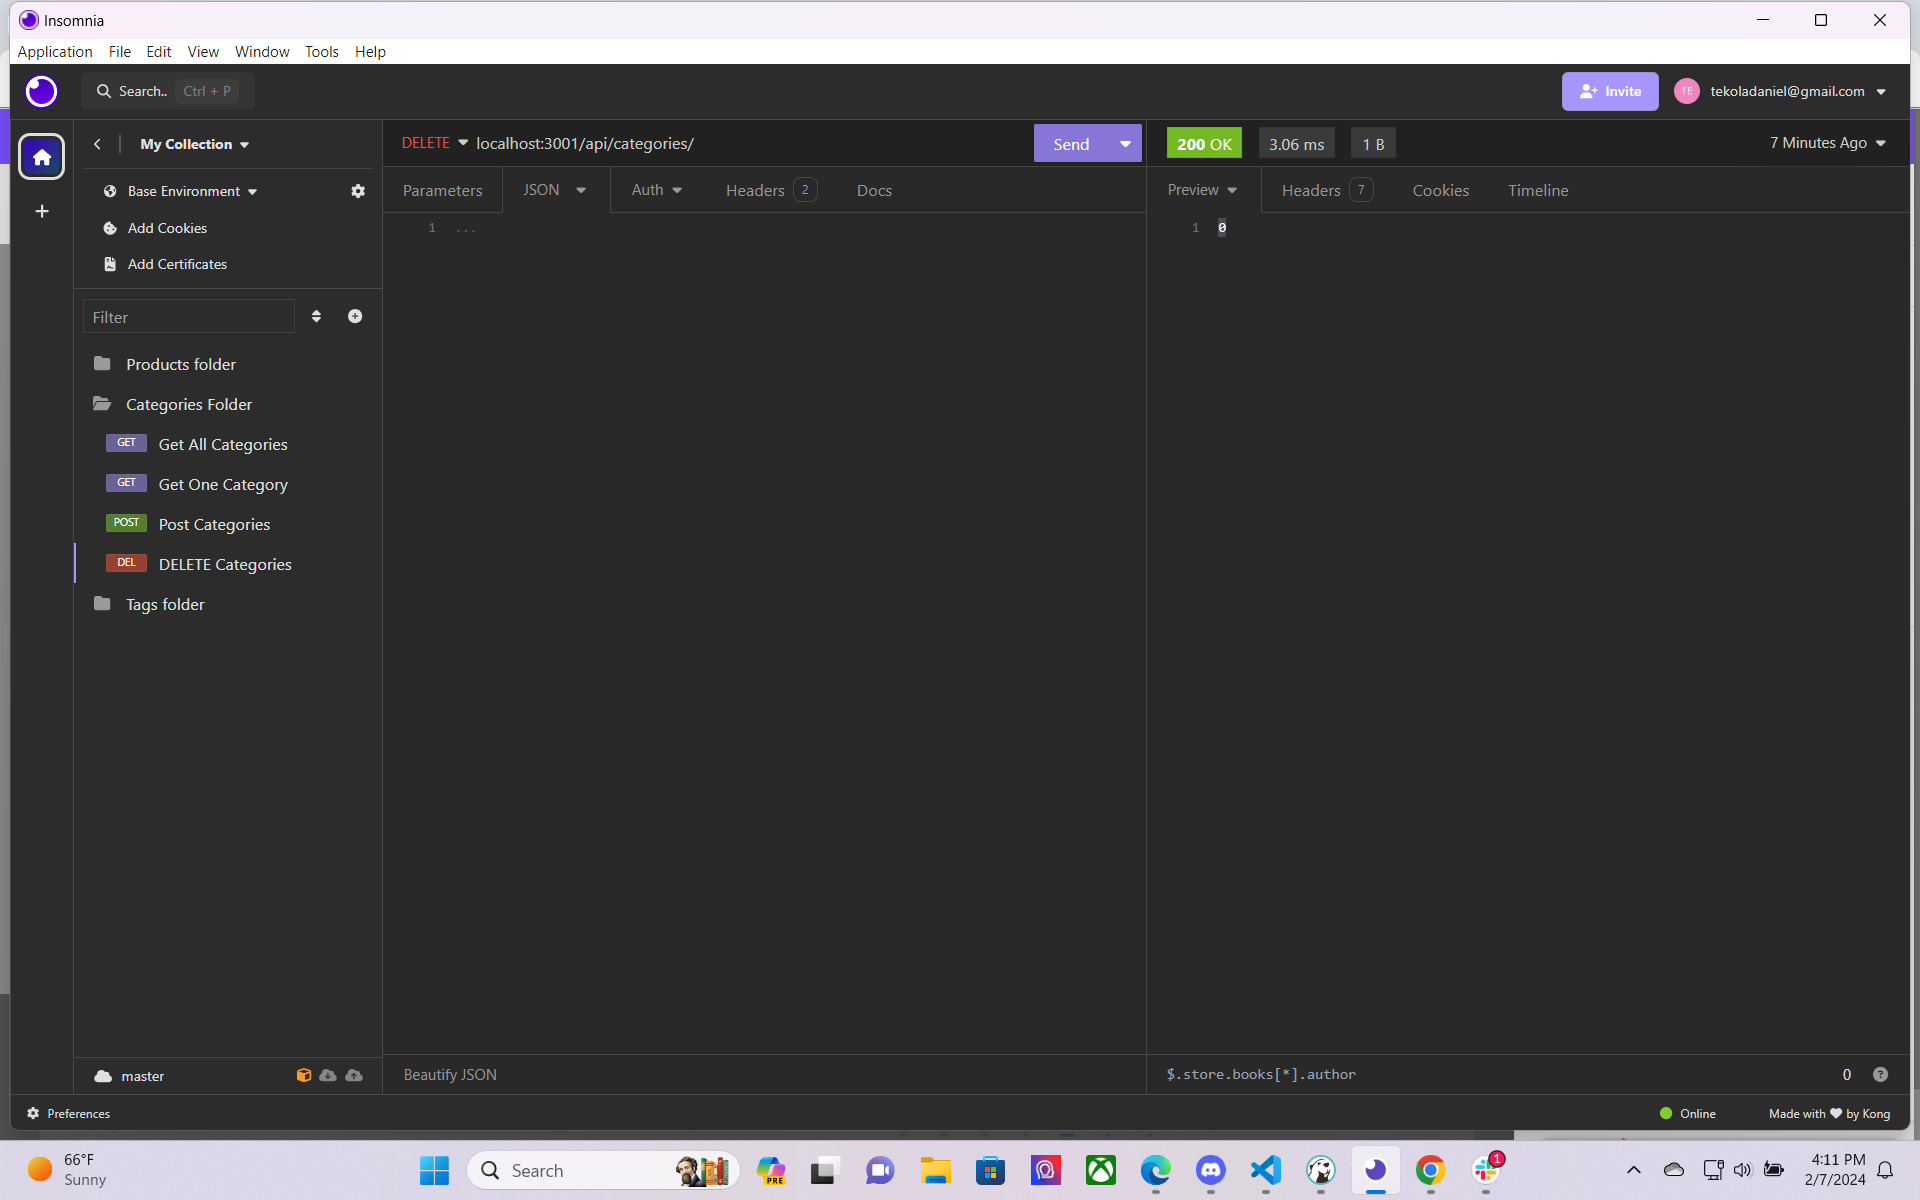 Insomnia
Application File Edit View Window Tools Help
Search.. Ctrl + P
Invite
TE
tekoladaniel@gmail.com
My Collection
Base Environment
Add Cookies
Add Certificates
Filter
Products folder
Categories Folder
GET Get All Categories
GET Get One Category
POST Post Categories
DEL DELETE Categories
Tags folder
master
DELETE localhost:3001/api/categories/
Send
Parameters JSON Auth Headers 2 Docs
1 ...
Beautify JSON
200 OK 3.06 ms 1 B 7 Minutes Ago
Preview Headers 7 Cookies Timeline
1 0
$.store.books[*].author 0 ?
Preferences
Online Made with ❤ by Kong
66°F
Sunny
Search
PRE
1
4:11 PM
2/7/2024